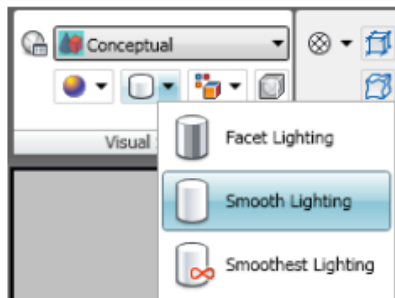 Conceptual
Visual
Facet Lighting
Smooth Lighting
Smoothest Lighting